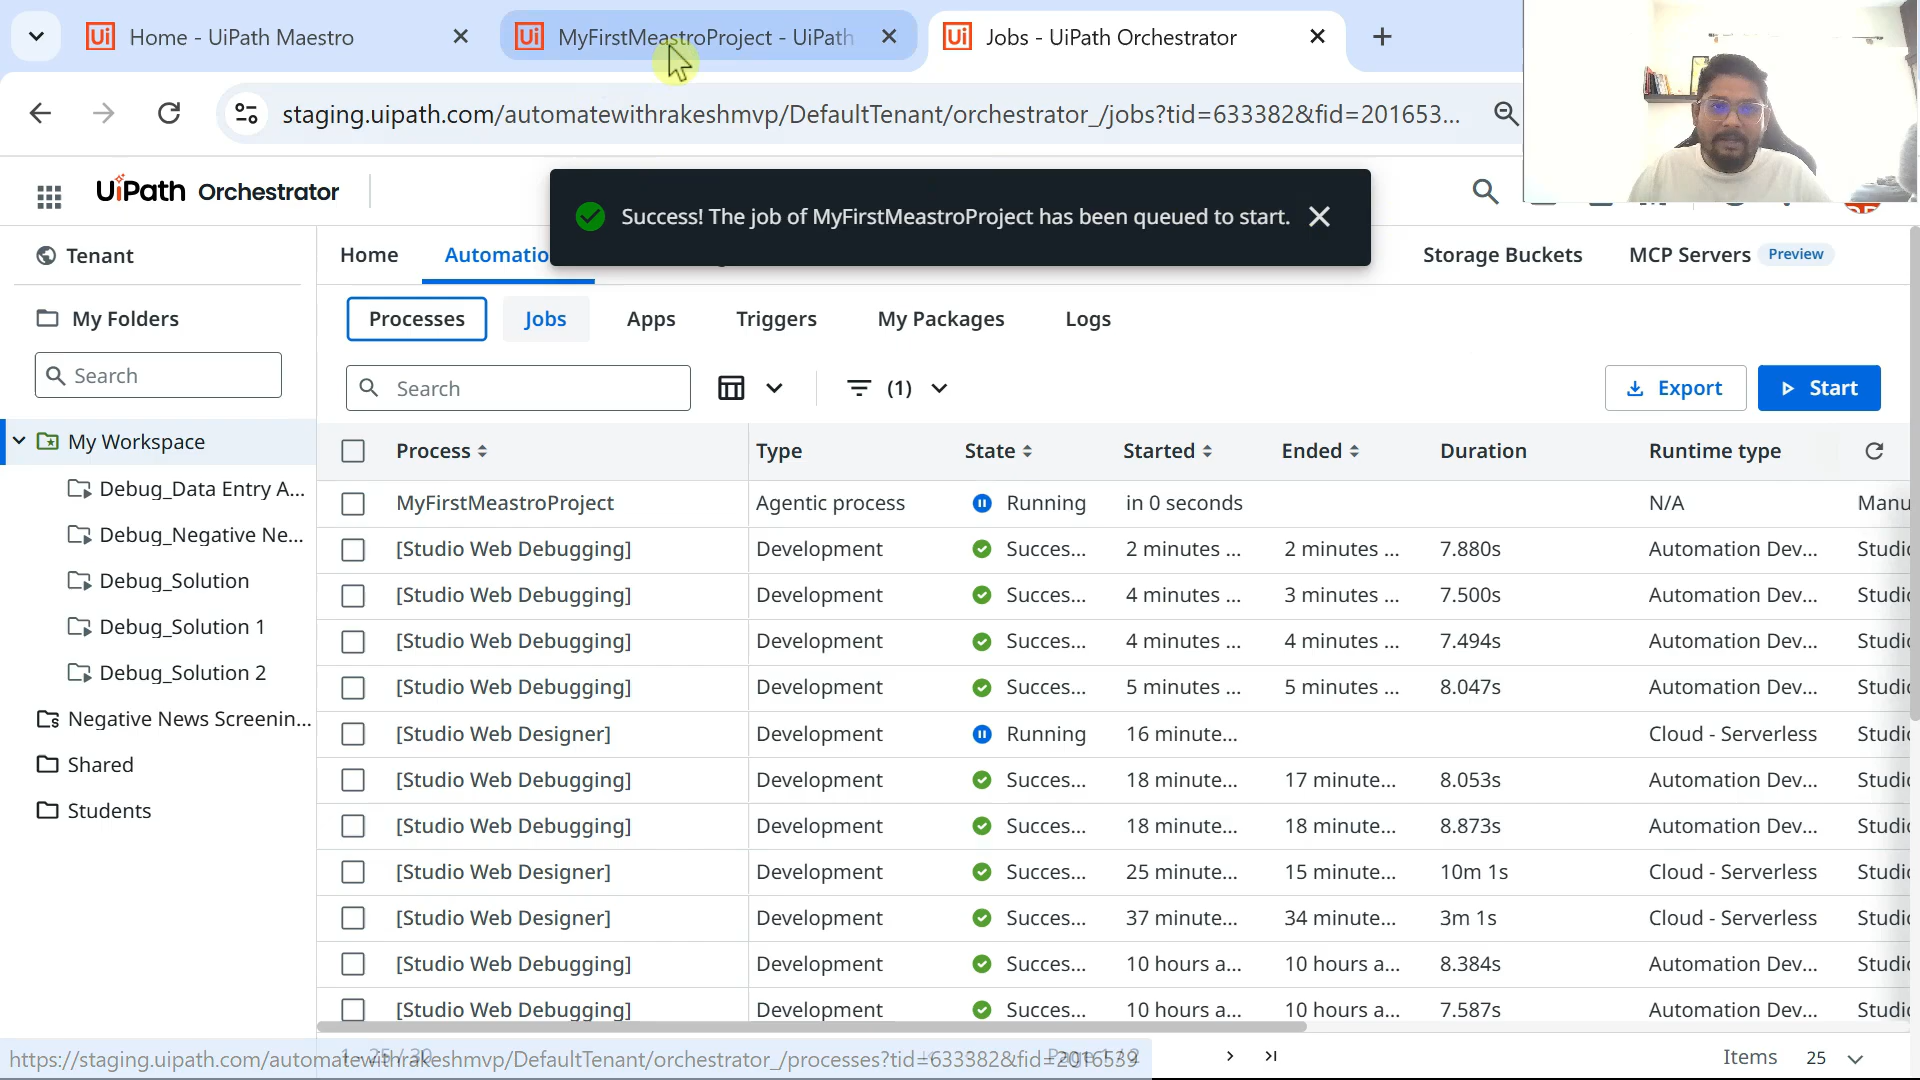 Home - UiPath Maestro
MyFirstMeastroProject - UiPath
Jobs - UiPath Orchestrator
staging.uipath.com/automatewithrakeshmvp/DefaultTenant/orchestrator_/jobs?tid=633382&fid=201653...
UiPath Orchestrator
Success! The job of MyFirstMeastroProject has been queued to start.
Tenant
Home
Automatio
Storage Buckets
MCP Servers Preview
My Folders
Processes
Jobs
Apps
Triggers
My Packages
Logs
Search
Search
(1)
Export
Start
My Workspace
Debug_Data Entry A...
Debug_Negative Ne...
Debug_Solution
Debug_Solution 1
Debug_Solution 2
Negative News Screenin...
Shared
Students
Process Type State Started Ended Duration Runtime type
MyFirstMeastroProject Agentic process Running in 0 seconds N/A Manu
[Studio Web Debugging] Development Succes... 2 minutes ... 2 minutes ... 7.880s Automation Dev... Studi
[Studio Web Debugging] Development Succes... 4 minutes ... 3 minutes ... 7.500s Automation Dev... Studi
[Studio Web Debugging] Development Succes... 4 minutes ... 4 minutes ... 7.494s Automation Dev... Studi
[Studio Web Debugging] Development Succes... 5 minutes ... 5 minutes ... 8.047s Automation Dev... Studi
[Studio Web Designer] Development Running 16 minute... Cloud - Serverless Studi
[Studio Web Debugging] Development Succes... 18 minute... 17 minute... 8.053s Automation Dev... Studi
[Studio Web Debugging] Development Succes... 18 minute... 18 minute... 8.873s Automation Dev... Studi
[Studio Web Designer] Development Succes... 25 minute... 15 minute... 10m 1s Cloud - Serverless Studi
[Studio Web Designer] Development Succes... 37 minute... 34 minute... 3m 1s Cloud - Serverless Studi
[Studio Web Debugging] Development Succes... 10 hours a... 10 hours a... 8.384s Automation Dev... Studi
[Studio Web Debugging] Development Succes... 10 hours a... 10 hours a... 7.587s Automation Dev... Studi
https://staging.uipath.com/automatewithrakeshmvp/DefaultTenant/orchestrator_/processes?tid=633382&fid=2016539
Items 25